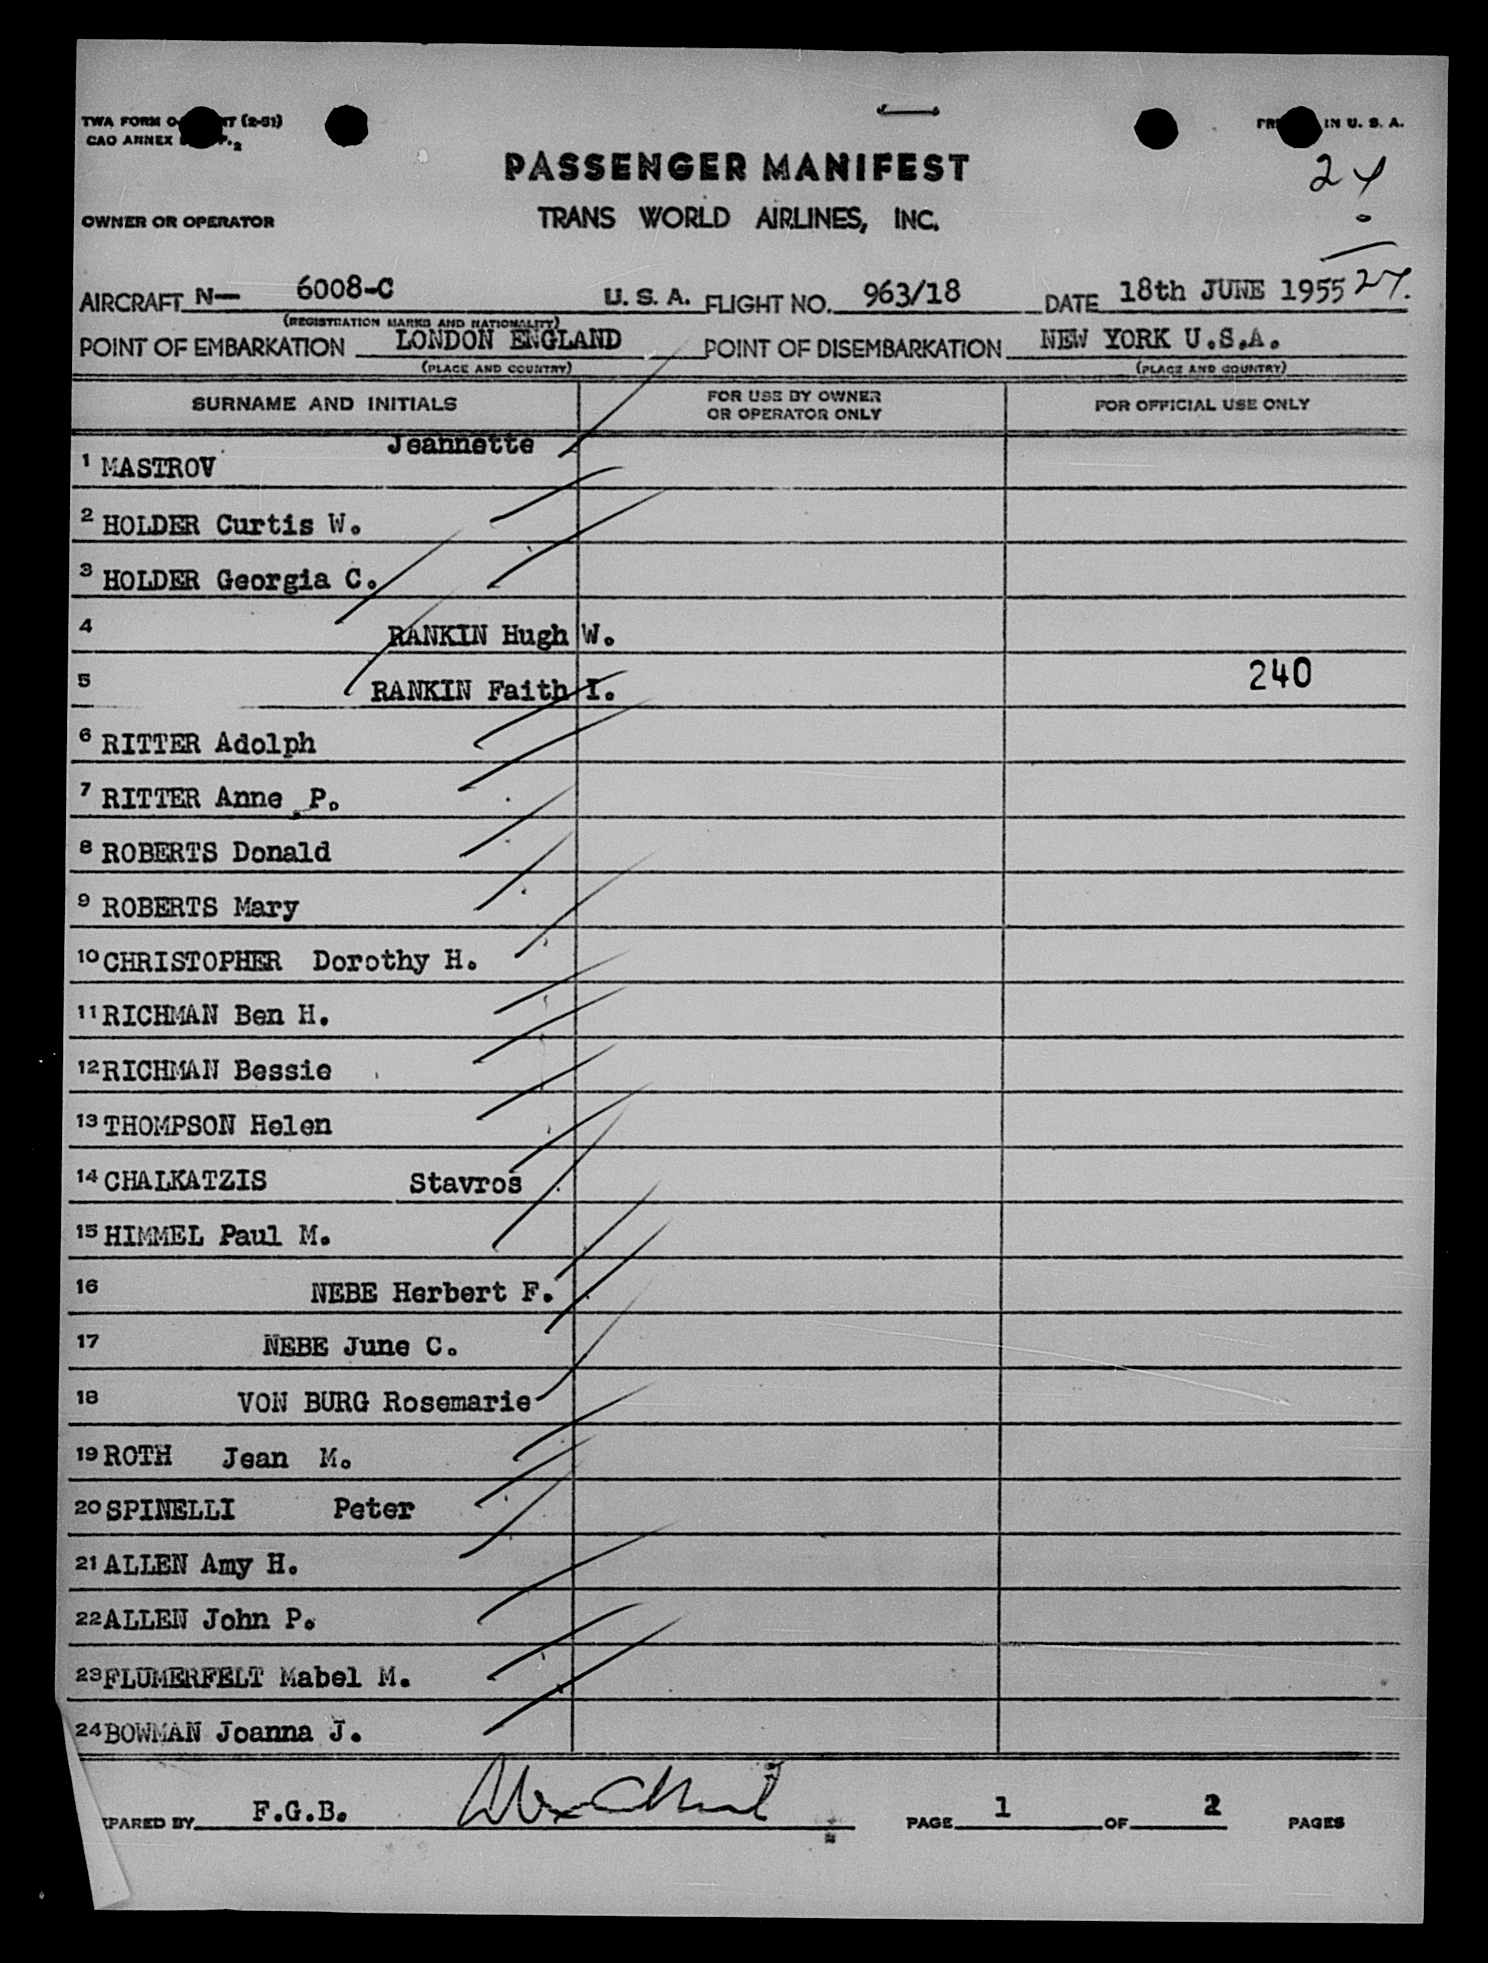 TWA FORM
CAO ANNEX
IN U. S. A.
PASSENGER MANIFEST
24
OWNER OR OPERATOR TRANS WORLD AIRLINES, INC.
0
24.
AIRCRAFT N— 6008-C U. S. A. FLIGHT NO. 963/18 DATE 18th JUNE 1955
(REGISTRATION MARKS AND NATIONALITY)
POINT OF EMBARKATION LONDON ENGLAND POINT OF DISEMBARKATION NEW YORK U.S.A.
(PLACE AND COUNTRY) (PLACE AND COUNTRY)
SURNAME AND INITIALS FOR USE BY OWNER OR OPERATOR ONLY FOR OFFICIAL USE ONLY
1 MASTROV Jeannette
2 HOLDER Curtis W.
3 HOLDER Georgia C.
4 RANKIN Hugh W.
5 RANKIN Faith I. 240
6 RITTER Adolph
7 RITTER Anne P.
8 ROBERTS Donald
9 ROBERTS Mary
10 CHRISTOPHER Dorothy H.
11 RICHMAN Ben H.
12 RICHMAN Bessie
13 THOMPSON Helen
14 CHALKATZIS Stavros
15 HIMMEL Paul M.
16 NEBE Herbert F.
17 NEBE June C.
18 VON BURG Rosemarie
19 ROTH Jean M.
20 SPINELLI Peter
21 ALLEN Amy H.
22 ALLEN John P.
23 FLUMERFELT Mabel M.
24 BOWMAN Joanna J.
PARED BY F.G.B. PAGE 1 OF 2 PAGES